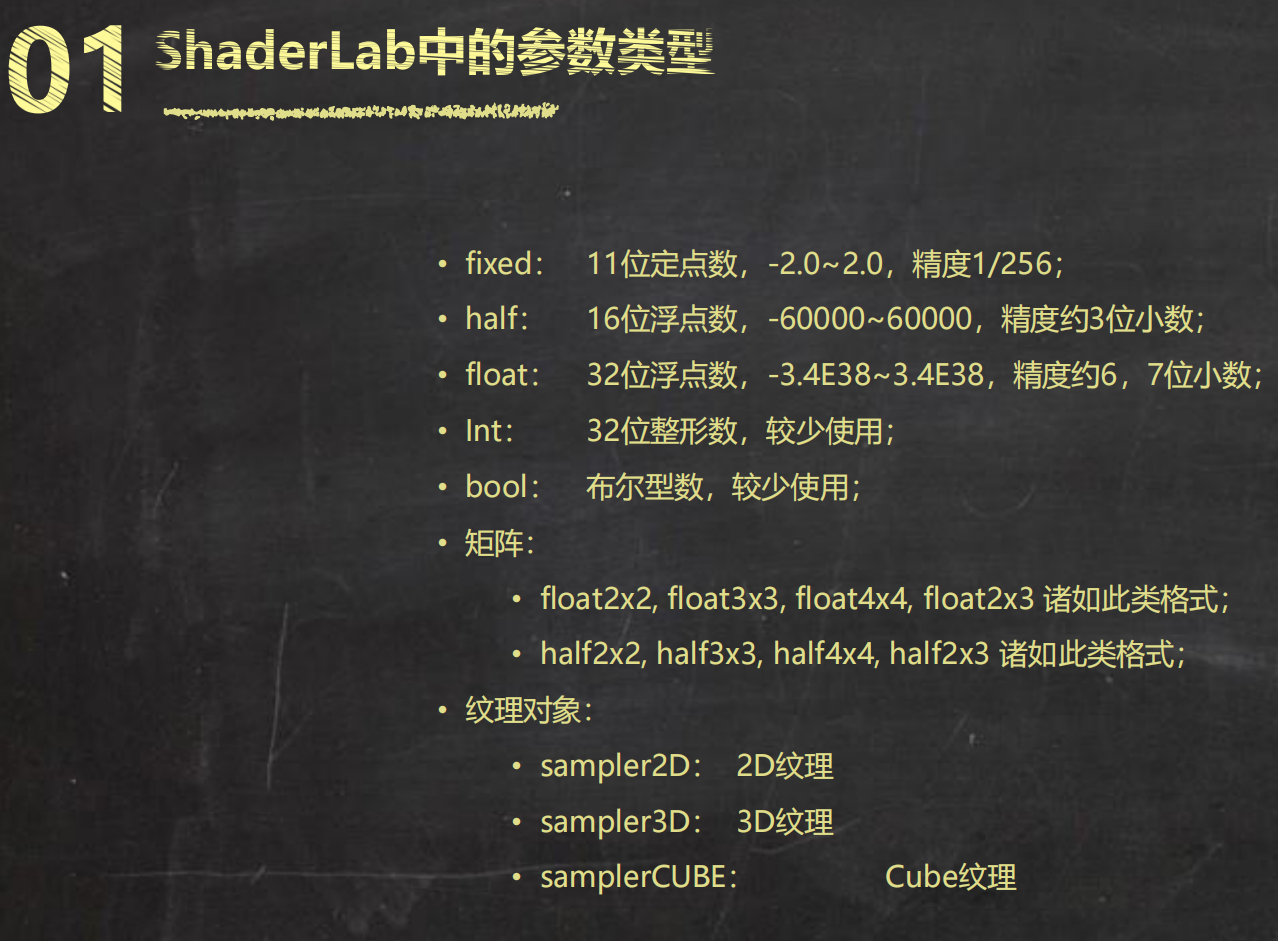 01 ShaderLab中的参数类型
• fixed： 11位定点数，-2.0~2.0，精度1/256；
• half： 16位浮点数，-60000~60000，精度约3位小数；
• float： 32位浮点数，-3.4E38~3.4E38，精度约6，7位小数；
• Int： 32位整形数，较少使用；
• bool： 布尔型数，较少使用；
• 矩阵：
• float2x2, float3x3, float4x4, float2x3 诸如此类格式；
• half2x2, half3x3, half4x4, half2x3 诸如此类格式；
• 纹理对象：
• sampler2D： 2D纹理
• sampler3D： 3D纹理
• samplerCUBE： Cube纹理